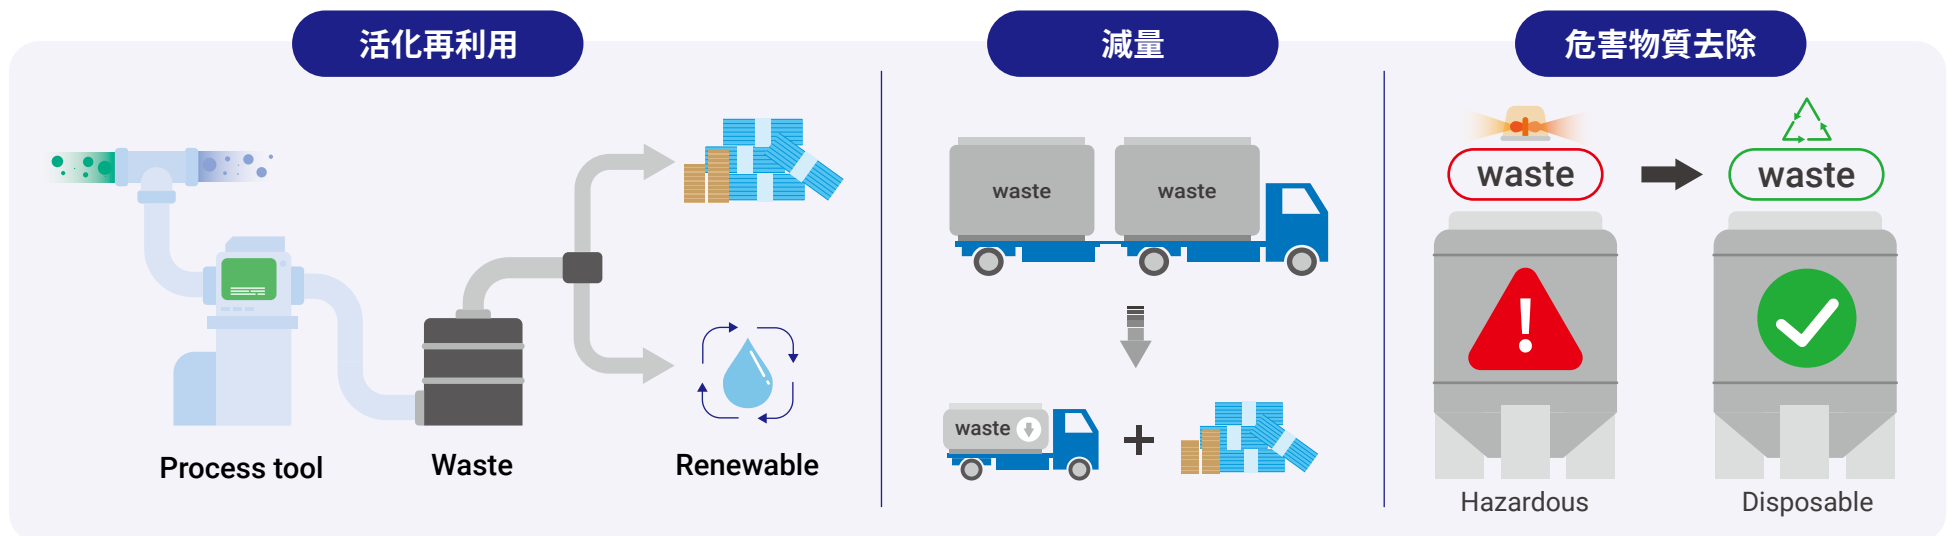 活化再利用
Process tool
Waste
Renewable
減量
waste
waste
waste
危害物質去除
waste
waste
Hazardous
Disposable